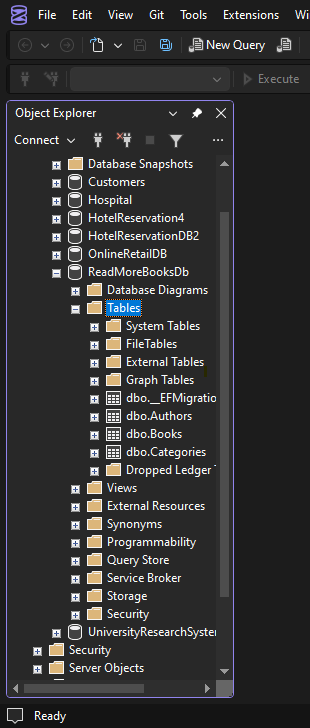 File Edit View Git Tools Extensions Wi
New Query
Execute
Object Explorer
Connect
Database Snapshots
Customers
Hospital
HotelReservation4
HotelReservationDB2
OnlineRetailDB
ReadMoreBooksDb
Database Diagrams
Tables
System Tables
FileTables
External Tables
Graph Tables
dbo.__EFMigratio
dbo.Authors
dbo.Books
dbo.Categories
Dropped Ledger T
Views
External Resources
Synonyms
Programmability
Query Store
Service Broker
Storage
Security
UniversityResearchSystem
Security
Server Objects
Ready